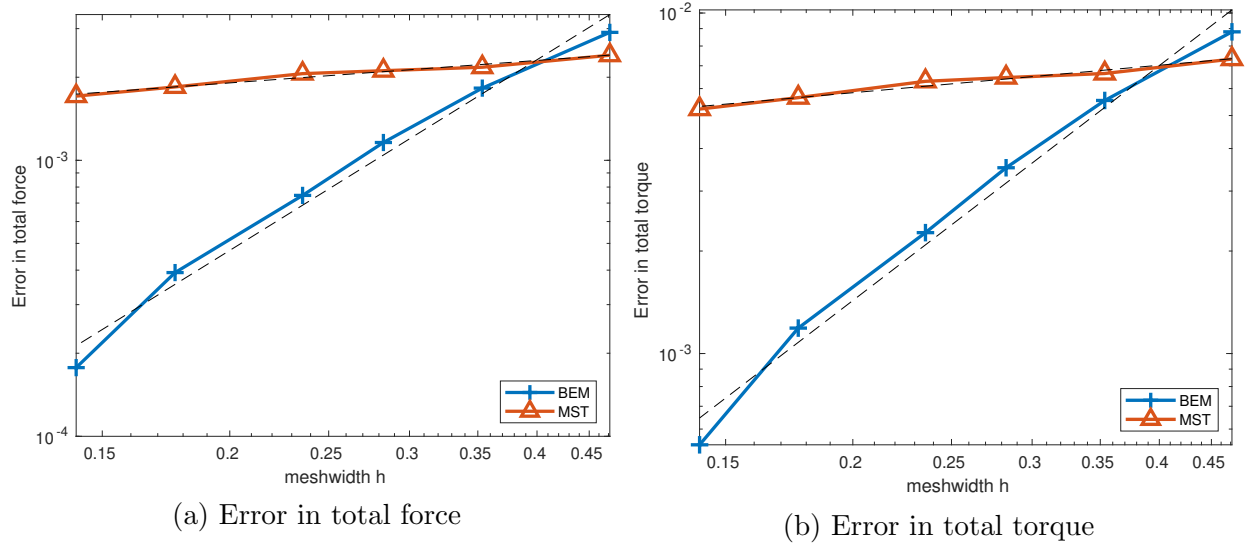 Error in total force
10^-3
10^-4
0.15 0.2 0.25 0.3 0.35 0.4 0.45
meshwidth h
BEM
MST
(a) Error in total force
Error in total torque
10^-2
10^-3
0.15 0.2 0.25 0.3 0.35 0.4 0.45
meshwidth h
BEM
MST
(b) Error in total torque